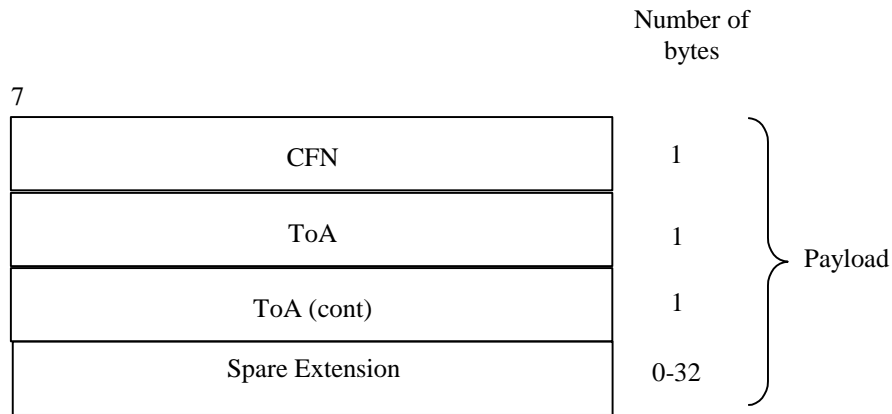 Number of
bytes
7
CFN 1
ToA 1
Payload
ToA (cont) 1
Spare Extension 0-32